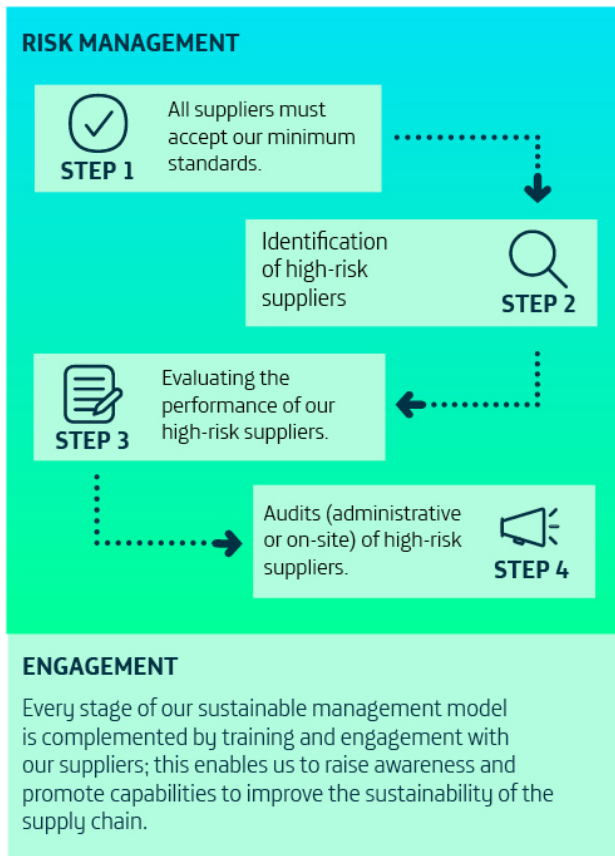 RISK MANAGEMENT
All suppliers must
accept our minimum
standards.
STEP 1
Identification
of high-risk
suppliers
STEP 2
Evaluating the
performance of our
high-risk suppliers.
STEP 3
Audits (administrative
or on-site) of high-risk
suppliers.
STEP 4
ENGAGEMENT
Every stage of our sustainable management model
is complemented by training and engagement with
our suppliers; this enables us to raise awareness and
promote capabilities to improve the sustainability of the
supply chain.